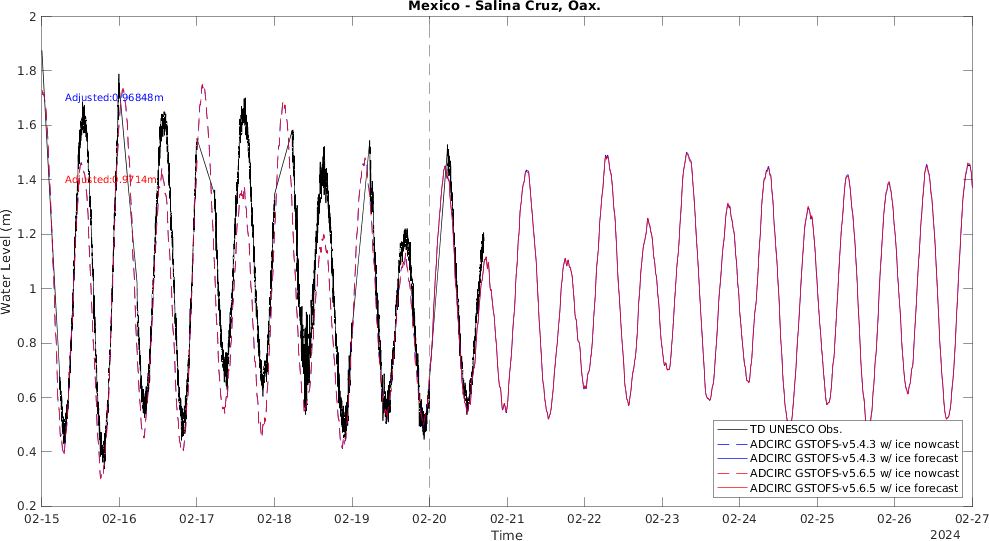 Mexico - Salina Cruz, Oax.
2
1.8
1.6
1.4
1.2
1
0.8
0.6
0.4
0.2
Water Level (m)
Adjusted:0.96848m
Adjusted:0.9714m
TD UNESCO Obs.
ADCIRC GSTOFS-v5.4.3 w/ ice nowcast
ADCIRC GSTOFS-v5.4.3 w/ ice forecast
ADCIRC GSTOFS-v5.6.5 w/ ice nowcast
ADCIRC GSTOFS-v5.6.5 w/ ice forecast
02-15 02-16 02-17 02-18 02-19 02-20 02-21 02-22 02-23 02-24 02-25 02-26 02-27
Time
2024